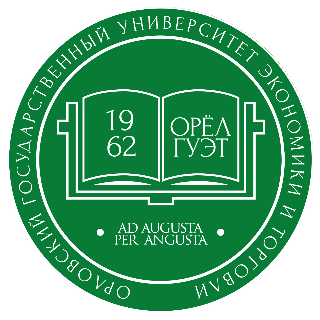 ОРЛОВСКИЙ ГОСУДАРСТВЕННЫЙ УНИВЕРСИТЕТ ЭКОНОМИКИ И ТОРГОВЛИ
19
62
ОРЁЛ
ГУЭТ
AD AUGUSTA
PER ANGUSTA